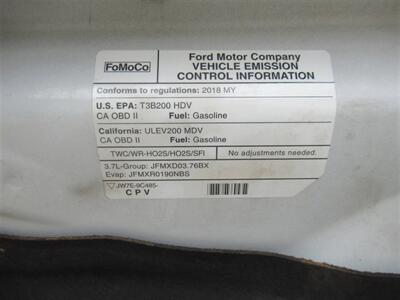 FoMoCo
Ford Motor Company
VEHICLE EMISSION
CONTROL INFORMATION
Conforms to regulations: 2018 MY
U.S. EPA: T3B200 HDV
CA OBD II Fuel: Gasoline
California: ULEV200 MDV
CA OBD II Fuel: Gasoline
TWC/WR-HO2S/HO2S/SFI No adjustments needed.
3.7L-Group: JFMXD03.76BX
Evap: JFMXR0190NBS
JW7E-9C485-
C P V